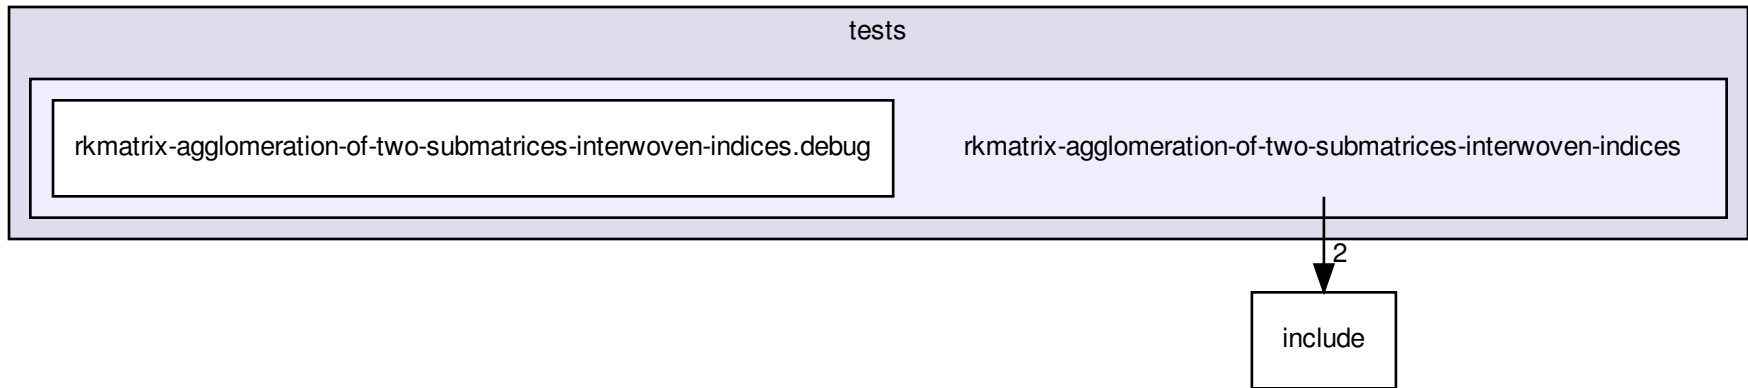 tests
rkmatrix-agglomeration-of-two-submatrices-interwoven-indices.debug
rkmatrix-agglomeration-of-two-submatrices-interwoven-indices
2
include